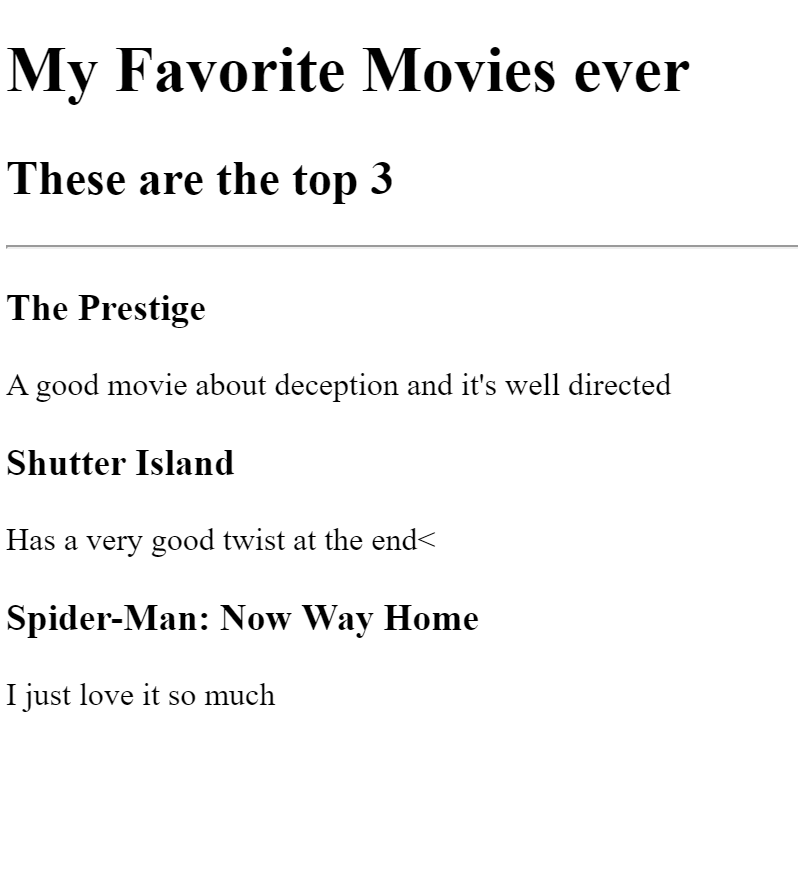 My Favorite Movies ever
These are the top 3
The Prestige
A good movie about deception and it's well directed
Shutter Island
Has a very good twist at the end<
Spider-Man: Now Way Home
I just love it so much